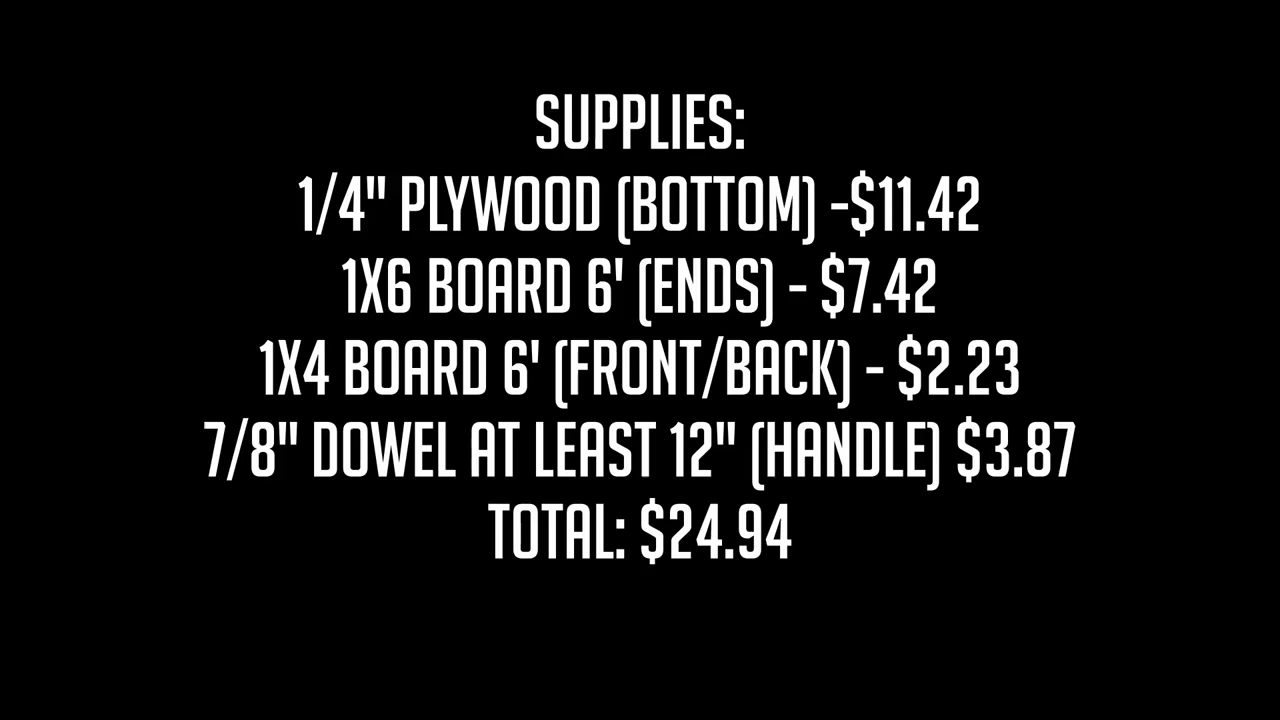 SUPPLIES:
1/4" PLYWOOD (BOTTOM) -$11.42
1X6 BOARD 6' (ENDS) - $7.42
1X4 BOARD 6' (FRONT/BACK) - $2.23
7/8" DOWEL AT LEAST 12" (HANDLE) $3.87
TOTAL: $24.94